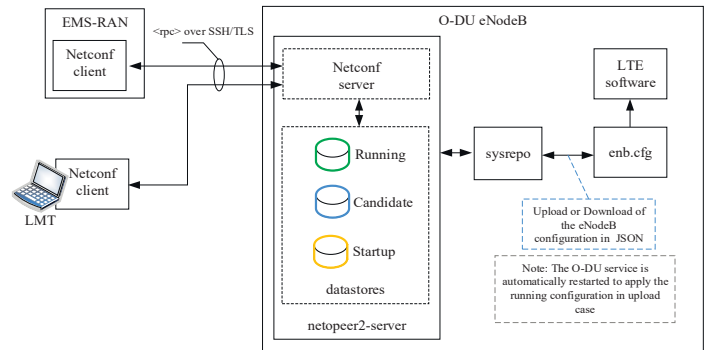 EMS-RAN
Netconf
client
<rpc> over SSH/TLS
O-DU eNodeB
Netconf
server
LTE
software
Netconf
client
LMT
Running
Candidate
Startup
datastores
netopeer2-server
sysrepo
enb.cfg
Upload or Download of
the eNodeB
configuration in JSON
Note: The O-DU service is
automatically restarted to apply the
running configuration in upload
case